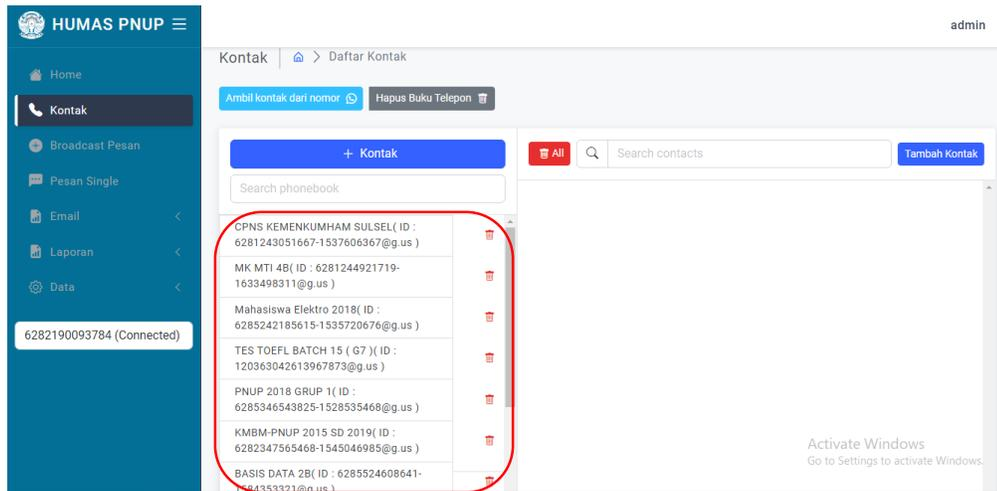 HUMAS PNUP
admin
Home
Kontak
Broadcast Pesan
Pesan Single
Email
Laporan
Data
6282190093784 (Connected)
Kontak
Daftar Kontak
Ambil kontak dari nomor
Hapus Buku Telepon
+ Kontak
Search phonebook
All
Search contacts
Tambah Kontak
CPNS KEMENKUMHAM SULSEL( ID :
6281243051667-1537606367@g.us )
MK MTI 4B( ID : 6281244921719-
1633498311@g.us )
Mahasiswa Elektro 2018( ID :
6285242185615-1535720676@g.us )
TES TOEFL BATCH 15 ( G7 )( ID :
120363042613967873@g.us )
PNUP 2018 GRUP 1( ID :
6285346543825-1528535468@g.us )
KMBM-PNUP 2015 SD 2019( ID :
6282347565468-1545046985@g.us )
BASIS DATA 2B( ID : 6285524608641-
1584353321@g.us )
Activate Windows
Go to Settings to activate Windows.